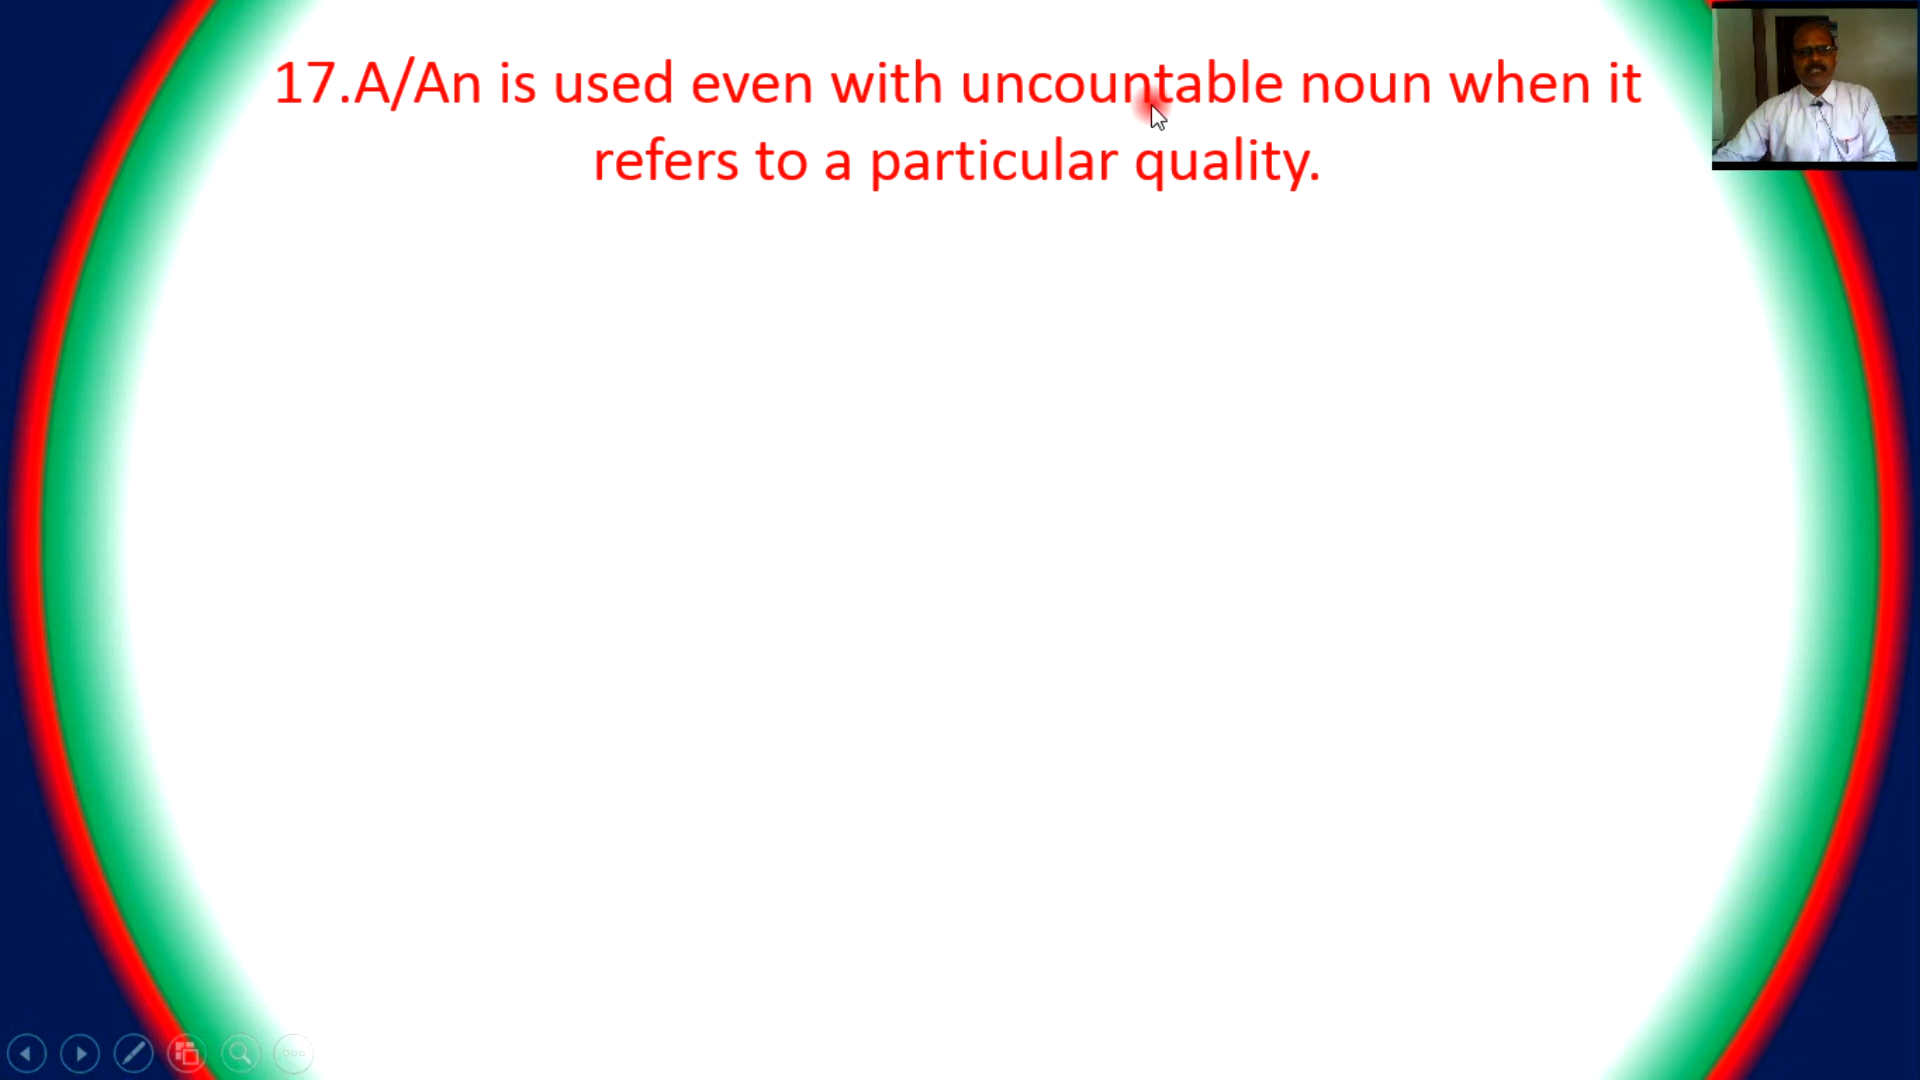 17.A/An is used even with uncountable noun when it
refers to a particular quality.